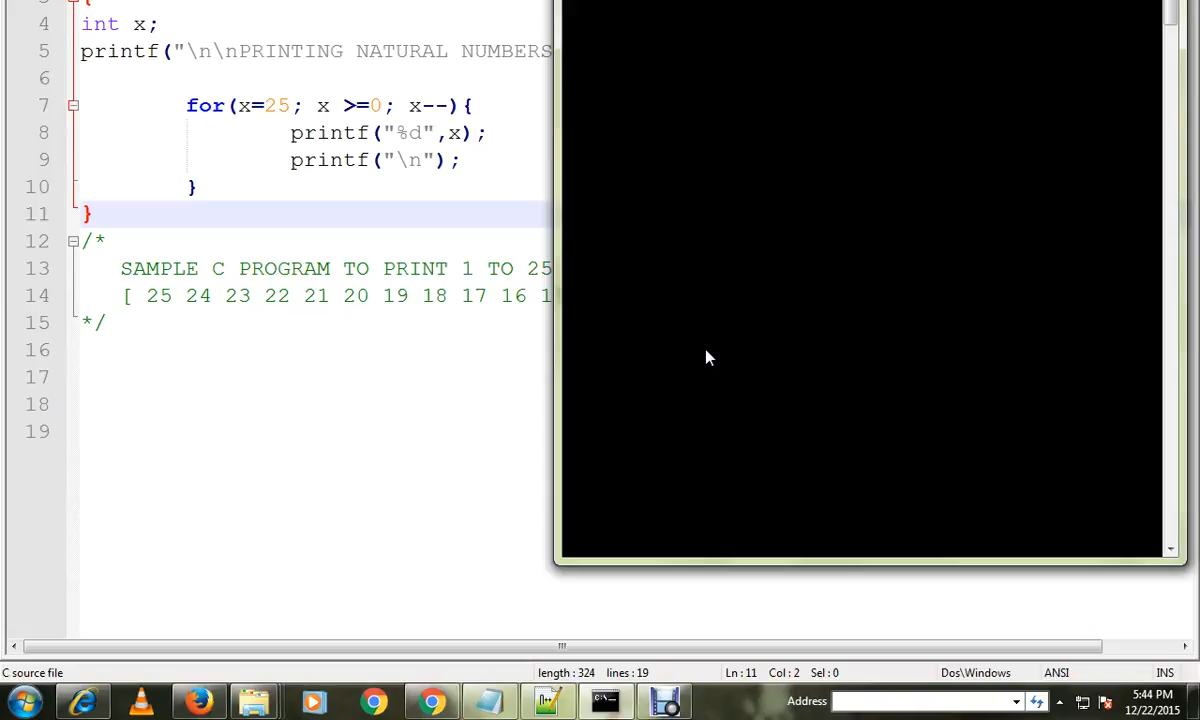 3 {
4 int x;
5 printf("\n\nPRINTING NATURAL NUMBERS
6
7 for(x=25; x >=0; x--){
8 printf("%d",x);
9 printf("\n");
10 }
11 }
12 /*
13 SAMPLE C PROGRAM TO PRINT 1 TO 25
14 [ 25 24 23 22 21 20 19 18 17 16 1
15 */
16
17
18
19
C source file length : 324 lines : 19 Ln : 11 Col : 2 Sel : 0 Dos\Windows ANSI INS
Address 5:44 PM
12/22/2015